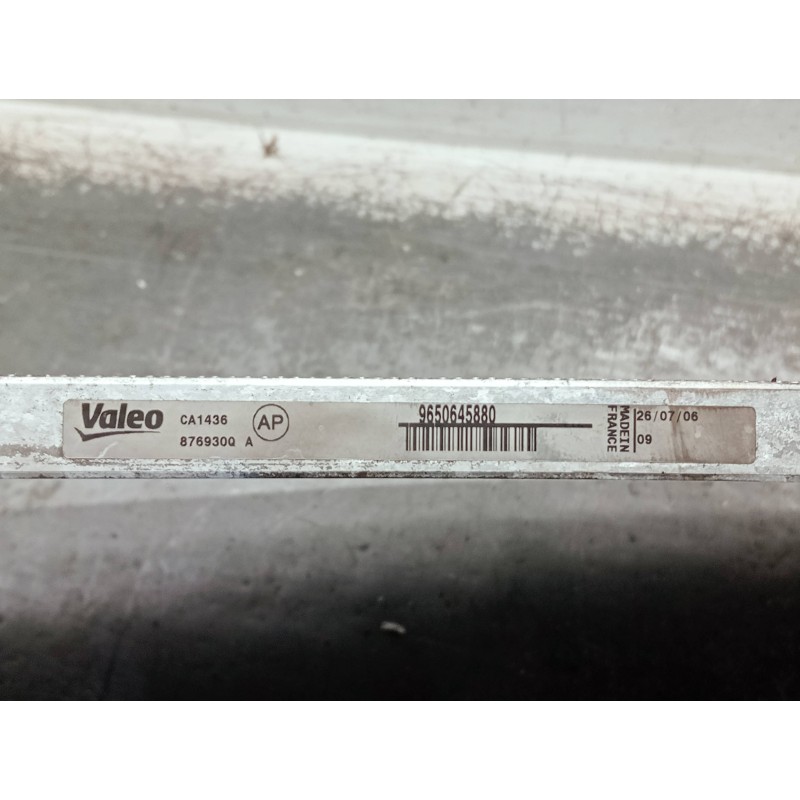 Valeo
CA1436
876930Q A
AP
9650645880
MADE IN
FRANCE
26/07/06
09